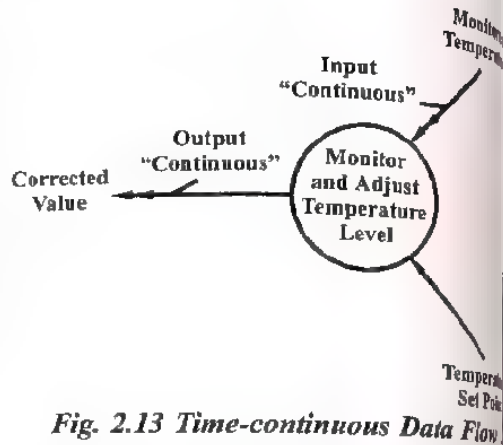 Input
“Continuous”
Output
“Continuous”
Corrected
Value
Monitor
and Adjust
Temperature
Level
Fig. 2.13 Time-continuous Data Flow